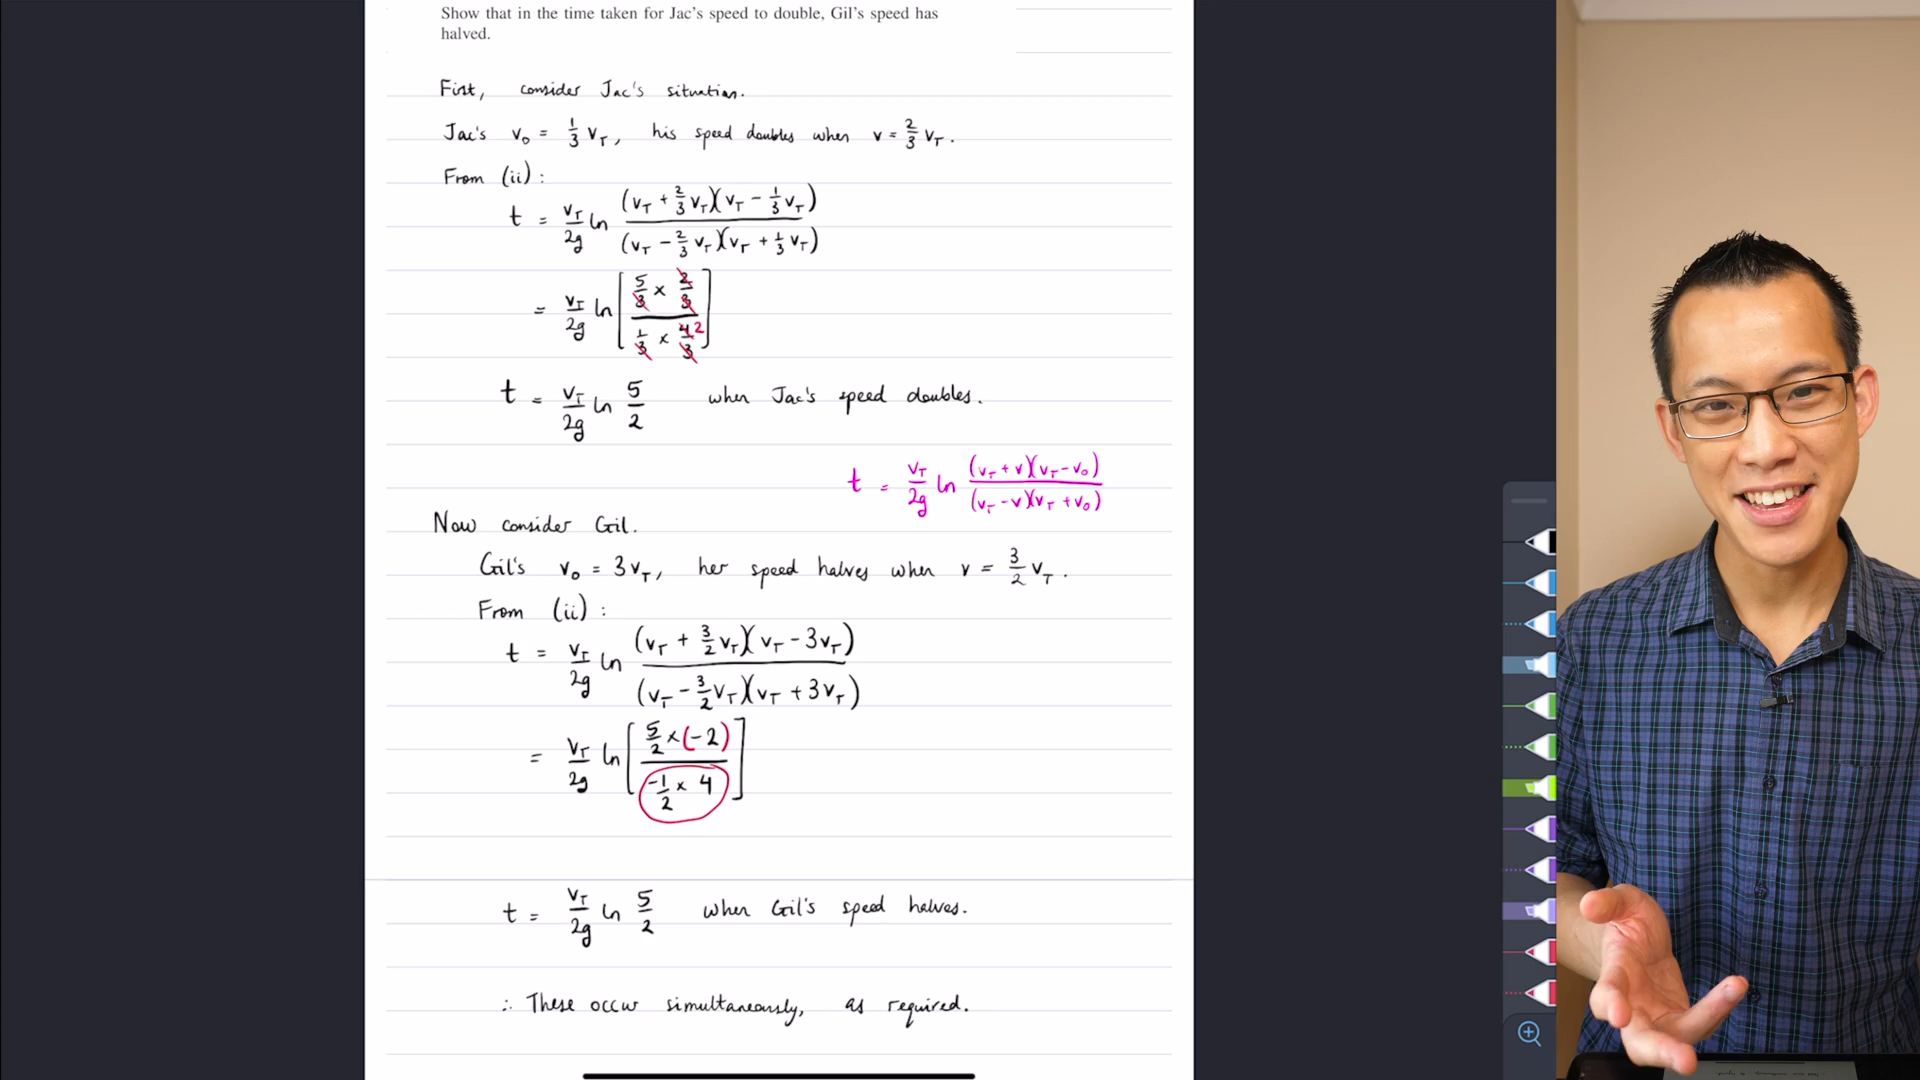 Show that in the time taken for Jac's speed to double, Gil's speed has
halved.
First, consider Jac's situation.
Jac's v₀ = 1/3 v_T, his speed doubles when v = 2/3 v_T.
From (ii):
t = v_T/2g ln (v_T + 2/3 v_T)(v_T - 1/3 v_T) / (v_T - 2/3 v_T)(v_T + 1/3 v_T)
= v_T/2g ln [ 5/3 × 2/3 / 1/3 × 4/3 ] 2
t = v_T/2g ln 5/2 when Jac's speed doubles.
t = v_T/2g ln (v_T + v)(v_T - v₀) / (v_T - v)(v_T + v₀)
Now consider Gil.
Gil's v₀ = 3v_T, her speed halves when v = 3/2 v_T.
From (ii):
t = v_T/2g ln (v_T + 3/2 v_T)(v_T - 3v_T) / (v_T - 3/2 v_T)(v_T + 3v_T)
= v_T/2g ln [ 5/2 × (-2) / -1/2 × 4 ]
t = v_T/2g ln 5/2 when Gil's speed halves.
∴ These occur simultaneously, as required.